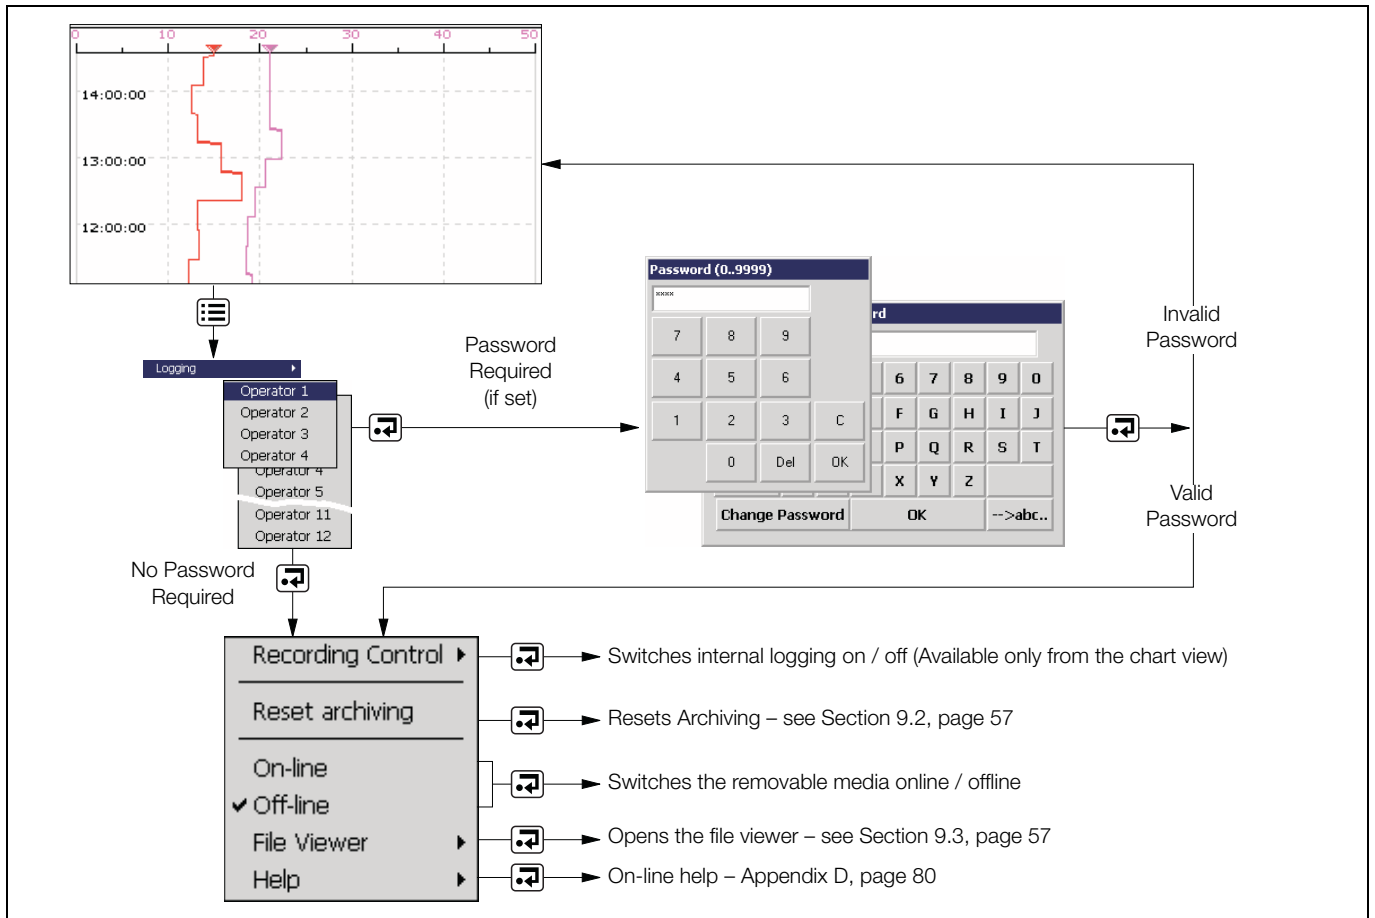 0 10 20 30 40 50
14:00:00
13:00:00
12:00:00
Logging
Operator 1
Operator 2
Operator 3
Operator 4
Operator 4
Operator 5
Operator 11
Operator 12
Password
Required
(if set)
Password (0..9999)
****
7 8 9
4 5 6
1 2 3 C
0 Del OK
rd
6 7 8 9 0
F G H I J
P Q R S T
X Y Z
Change Password OK -->abc..
Invalid
Password
Valid
Password
No Password
Required
Recording Control
Switches internal logging on / off (Available only from the chart view)
Reset archiving
Resets Archiving – see Section 9.2, page 57
On-line
Off-line
Switches the removable media online / offline
File Viewer
Opens the file viewer – see Section 9.3, page 57
Help
On-line help – Appendix D, page 80